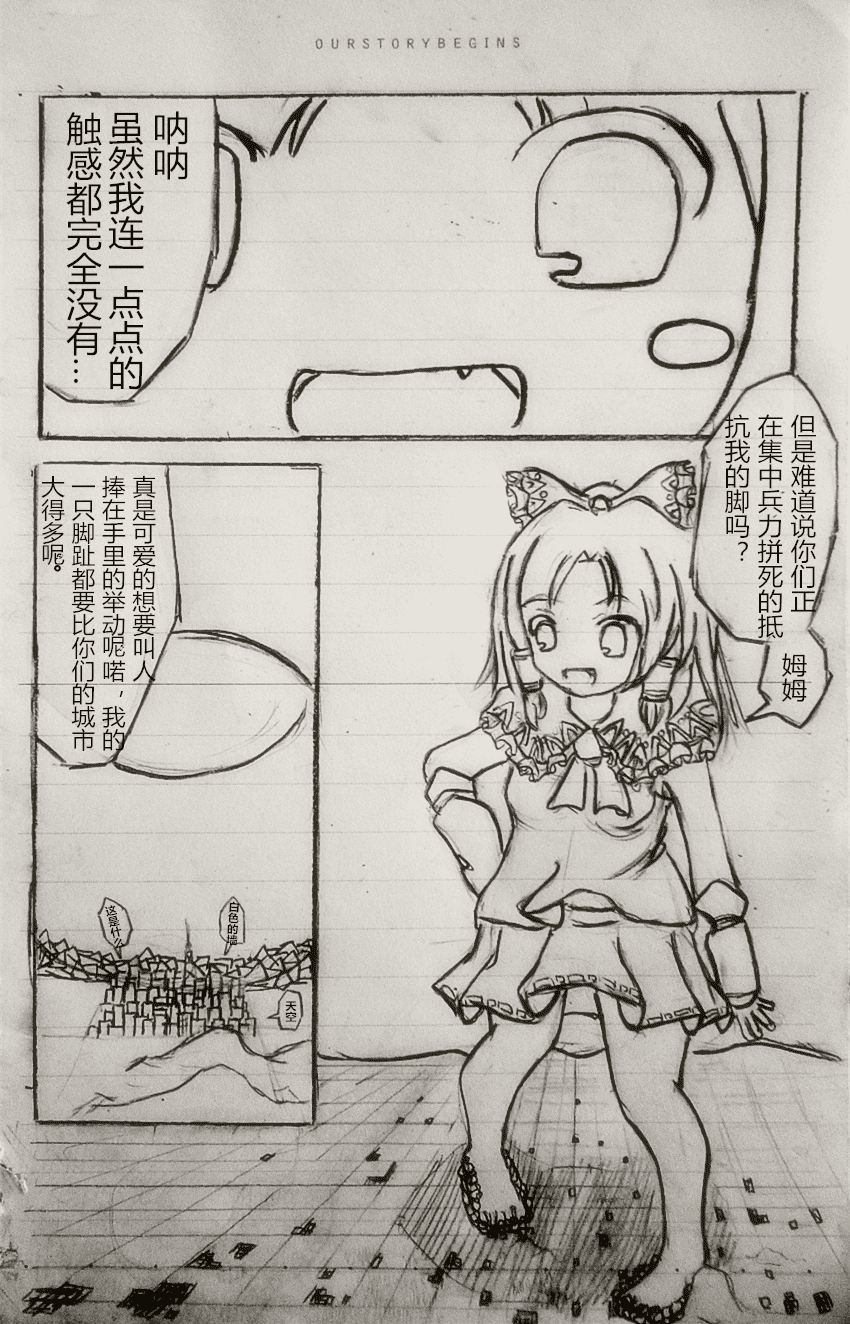 OURSTORYBEGINS
呐呐
虽然我连一点点的
触感都完全没有…
但是难道说你们正
在集中兵力拼死的抵
抗我的脚吗？
姆姆
真是可爱的想要叫人
捧在手里的举动呢喏，我的
一只脚趾都要比你们的城市
大得多呢。
白色的墙
这是什么
天空